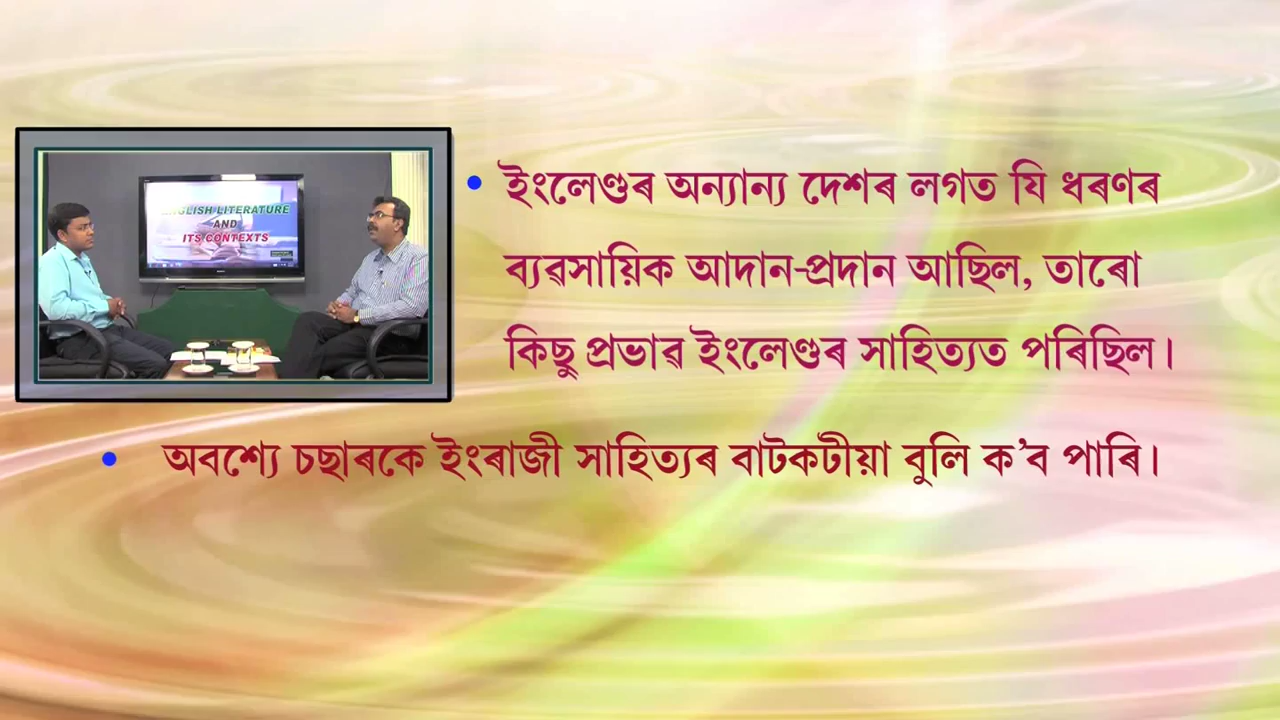 ENGLISH LITERATURE
AND
ITS CONTEXTS
• ইংলেণ্ডৰ অন্যান্য দেশৰ লগত যি ধৰণৰ
ব্যৱসায়িক আদান-প্ৰদান আছিল, তাৰো
কিছু প্ৰভাৱ ইংলেণ্ডৰ সাহিত্যত পৰিছিল।
• অবশ্যে চছাৰকে ইংৰাজী সাহিত্যৰ বাটকটীয়া বুলি ক’ব পাৰি।